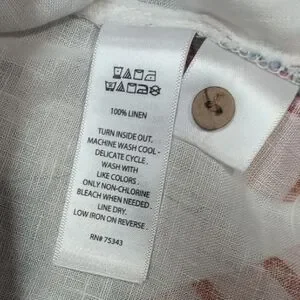 100% LINEN
TURN INSIDE OUT.
MACHINE WASH COOL -
DELICATE CYCLE.
WASH WITH
LIKE COLORS.
ONLY NON-CHLORINE
BLEACH WHEN NEEDED.
LINE DRY.
LOW IRON ON REVERSE.
RN# 75343